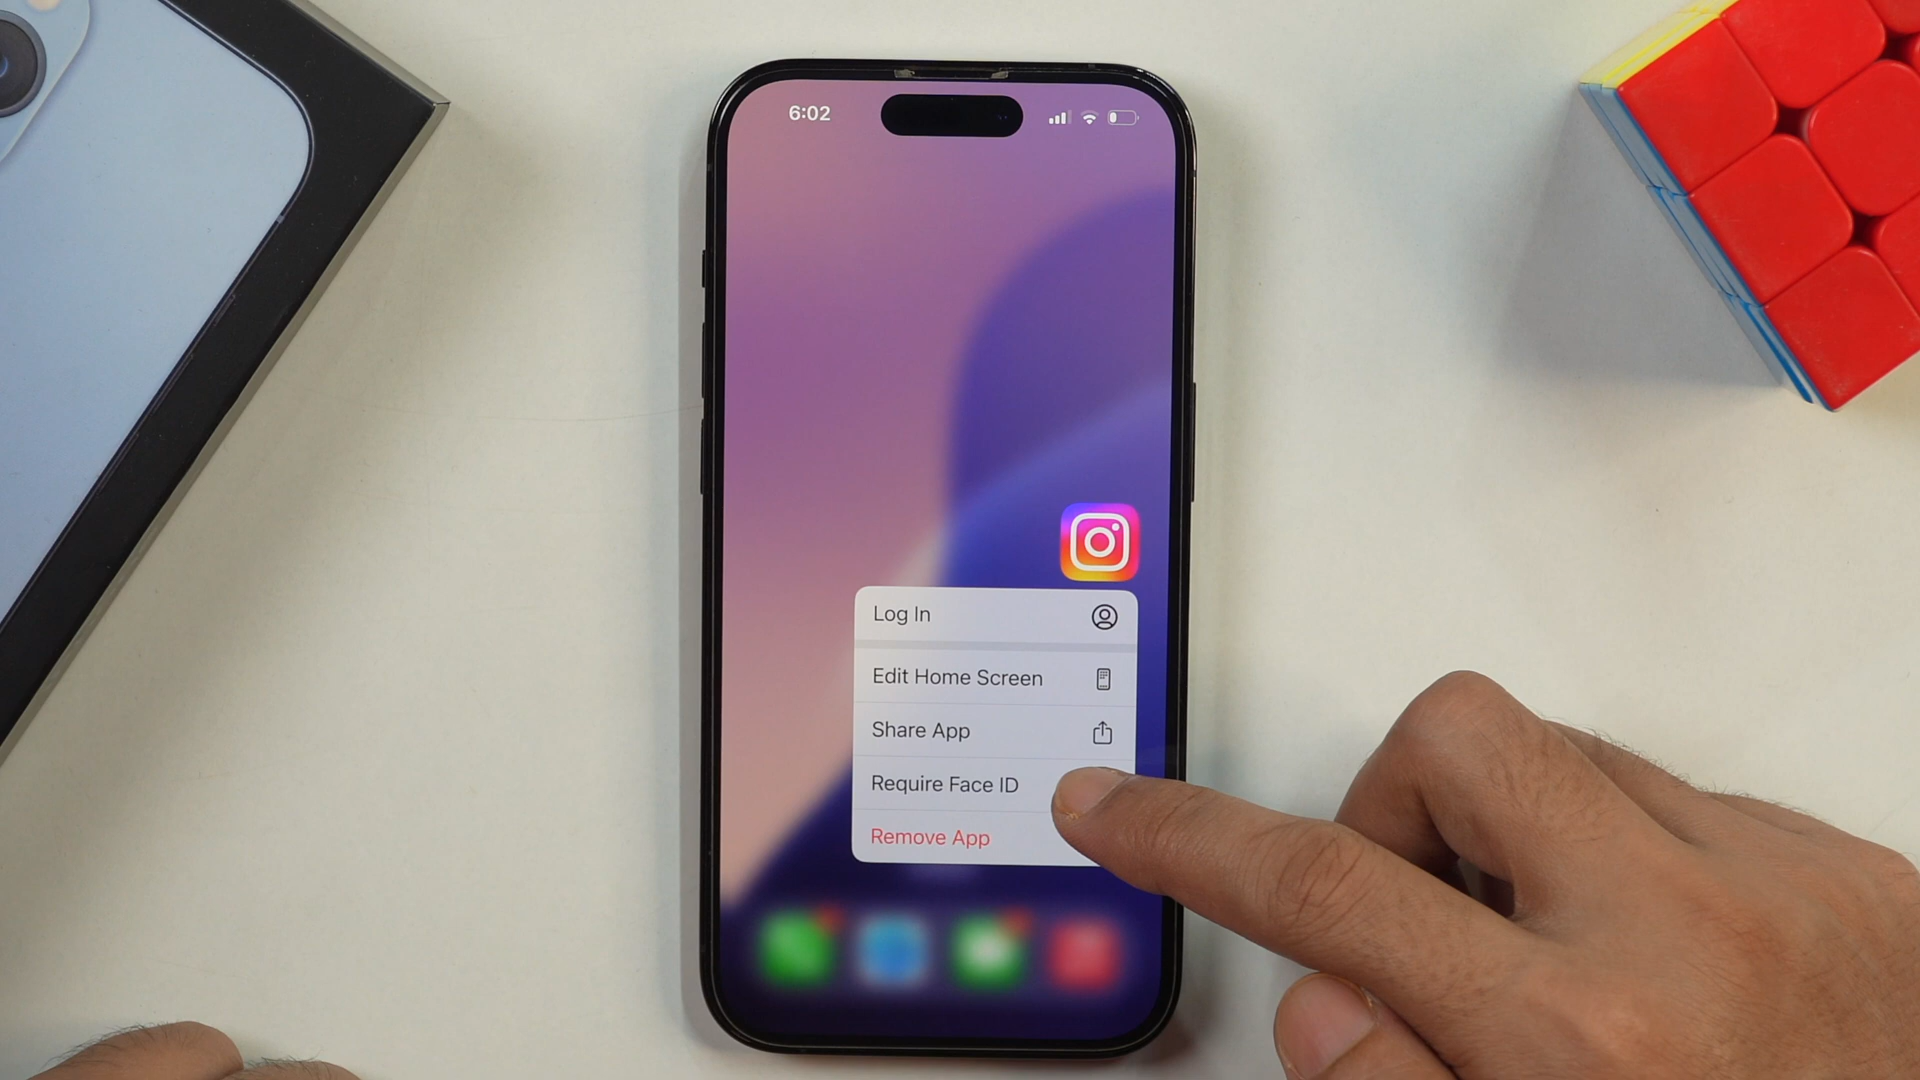 6:02
Log In
Edit Home Screen
Share App
Require Face ID
Remove App